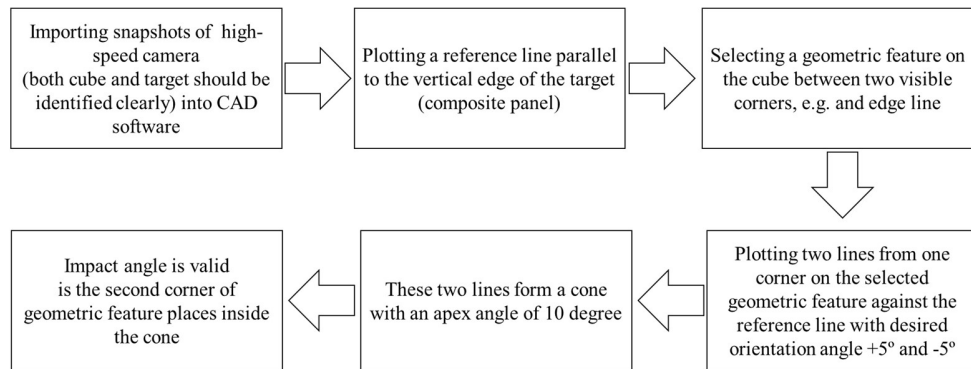 Importing snapshots of high-
speed camera
(both cube and target should be
identified clearly) into CAD
software
Plotting a reference line parallel
to the vertical edge of the target
(composite panel)
Selecting a geometric feature on
the cube between two visible
corners, e.g. and edge line
Plotting two lines from one
corner on the selected
geometric feature against the
reference line with desired
orientation angle +5º and -5º
These two lines form a cone
with an apex angle of 10 degree
Impact angle is valid
is the second corner of
geometric feature places inside
the cone